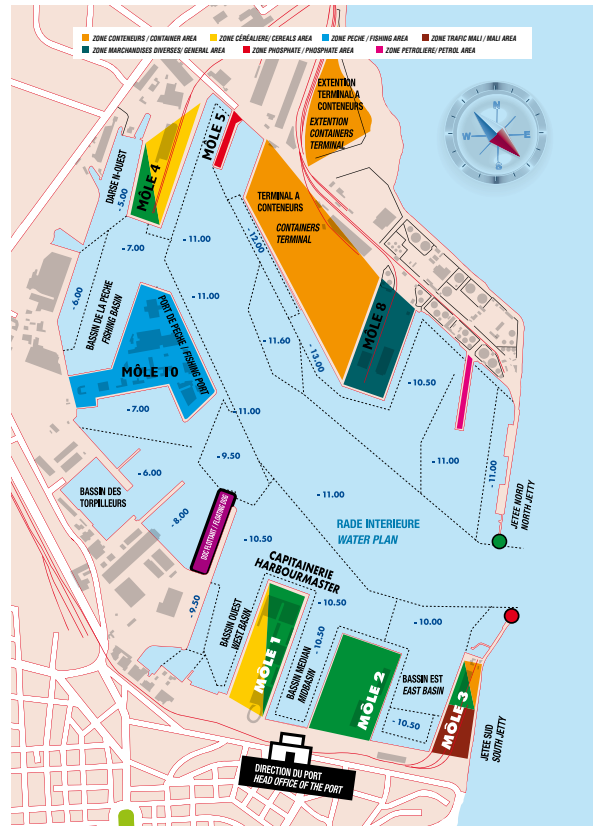 ZONE CONTENEURS / CONTAINER AREA
ZONE CÉRÉALIERE/ CEREALS AREA
ZONE PECHE / FISHING AREA
ZONE TRAFIC MALI / MALI AREA
ZONE MARCHANDISES DIVERSES/ GENERAL AREA
ZONE PHOSPHATE / PHOSPHATE AREA
ZONE PETROLIERE/ PETROL AREA
EXTENTION
TERMINAL A
CONTENEURS
EXTENTION
CONTAINERS
TERMINAL
N
W
E
S
MÔLE 5
MÔLE 4
DARSE N-OUEST
- 5.00
TERMINAL A
CONTENEURS
CONTAINERS
TERMINAL
- 12.00
- 7.00
- 11.00
- 6.00
- 11.00
BASSIN DE LA PECHE
FISHING BASIN
PORT DE PECHE / FISHING PORT
MÔLE 10
- 11.60
- 13.00
MÔLE 8
- 10.50
- 7.00
- 11.00
- 9.50
- 11.00
- 11.00
- 6.00
BASSIN DES
TORPILLEURS
- 8.00
DOC FLOTTANT / FLOATING DOC
- 11.00
JETEE NORD
NORTH JETTY
RADE INTERIEURE
WATER PLAN
- 10.50
CAPITAINERIE
HARBOURMASTER
- 9.50
- 10.50
- 10.00
BASSIN OUEST
WEST BASIN
MÔLE 1
- 10.50
BASSIN MEDIAN
MIDBASIN
MÔLE 2
BASSIN EST
EAST BASIN
- 10.50
MÔLE 3
JETEE SUD
SOUTH JETTY
DIRECTION DU PORT
HEAD OFFICE OF THE PORT